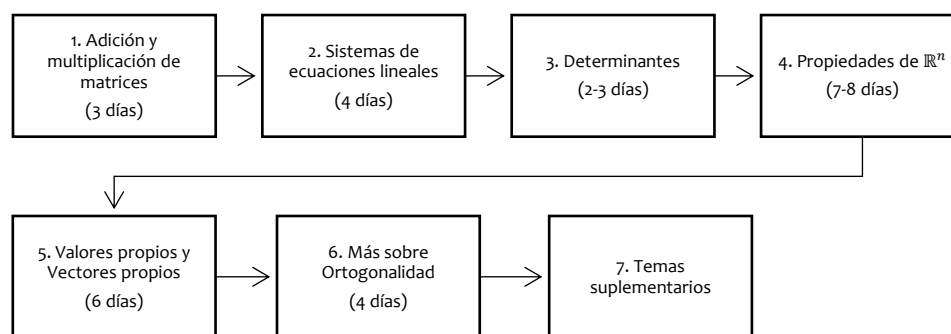 1. Adición y
multiplicación de
matrices
(3 días)
2. Sistemas de
ecuaciones lineales
(4 días)
3. Determinantes
(2-3 días)
4. Propiedades de ℝⁿ
(7-8 días)
5. Valores propios y
Vectores propios
(6 días)
6. Más sobre
Ortogonalidad
(4 días)
7. Temas
suplementarios